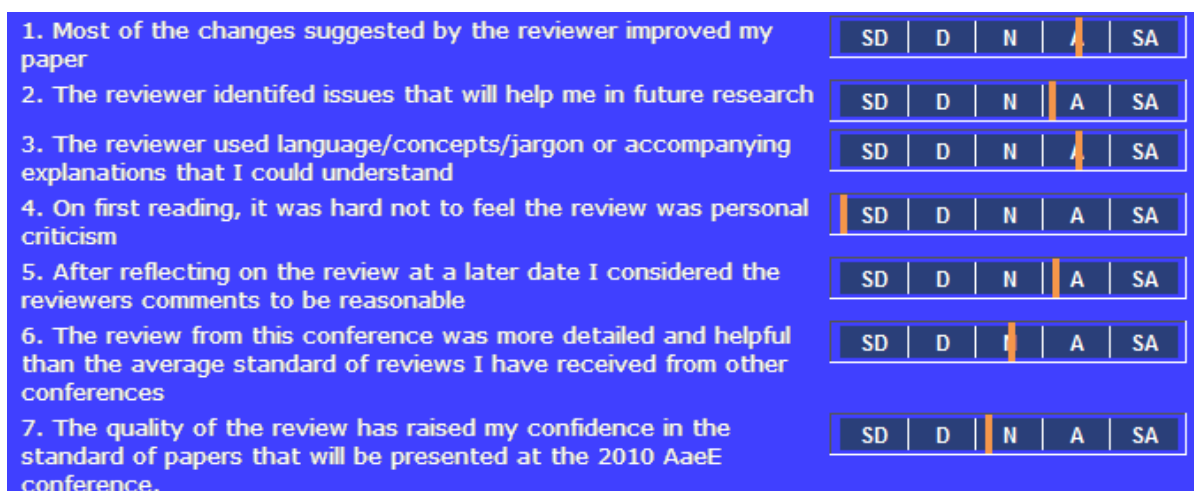 1. Most of the changes suggested by the reviewer improved my
paper
SD D N A SA
2. The reviewer identifed issues that will help me in future research
SD D N A SA
3. The reviewer used language/concepts/jargon or accompanying
explanations that I could understand
SD D N A SA
4. On first reading, it was hard not to feel the review was personal
criticism
SD D N A SA
5. After reflecting on the review at a later date I considered the
reviewers comments to be reasonable
SD D N A SA
6. The review from this conference was more detailed and helpful
than the average standard of reviews I have received from other
conferences
SD D N A SA
7. The quality of the review has raised my confidence in the
standard of papers that will be presented at the 2010 AaeE
conference.
SD D N A SA